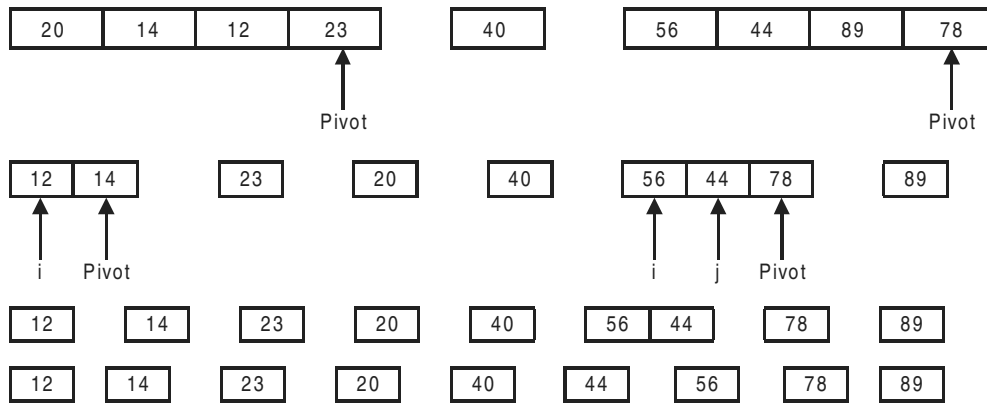 20 14 12 23 40 56 44 89 78
Pivot Pivot
12 14 23 20 40 56 44 78 89
i Pivot i j Pivot
12 14 23 20 40 56 44 78 89
12 14 23 20 40 44 56 78 89